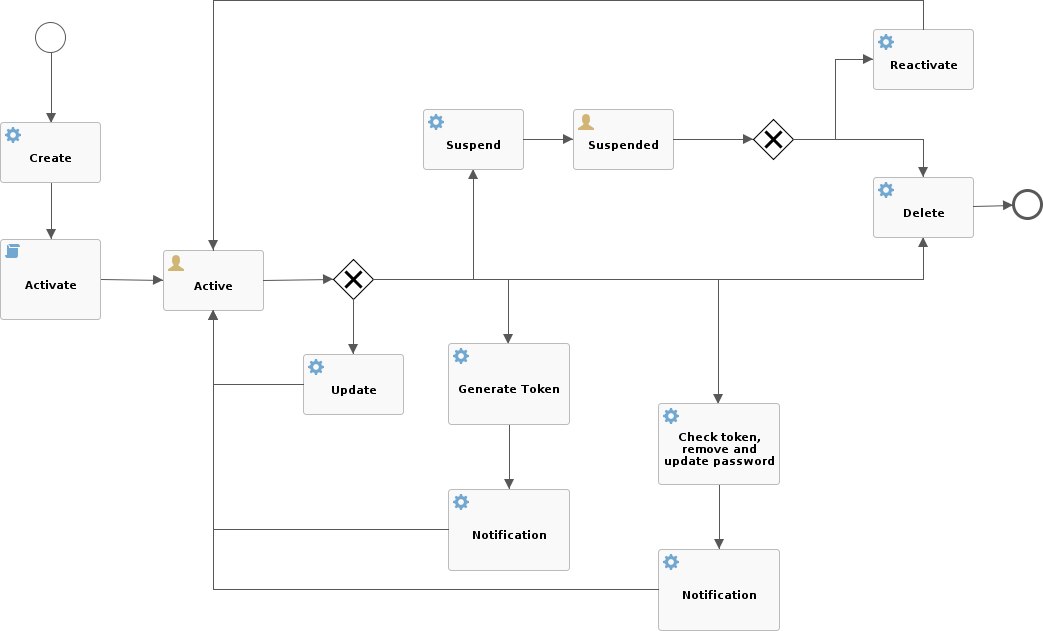 Reactivate
Suspend
Suspended
Create
Delete
Activate
Active
Update
Generate Token
Check token,
remove and
update password
Notification
Notification